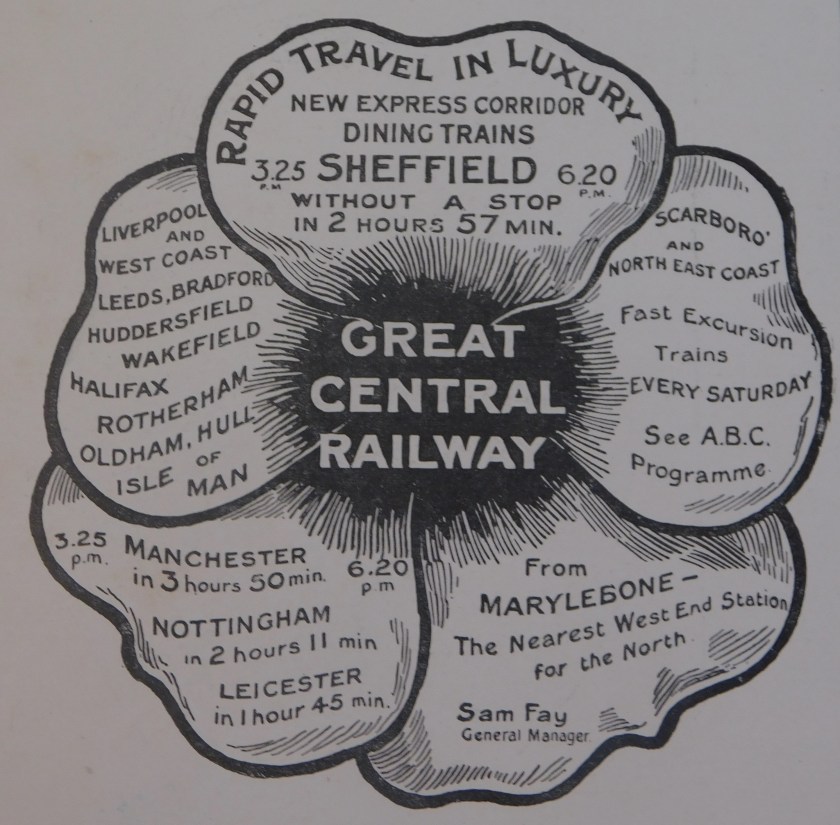 RAPID TRAVEL IN LUXURY
NEW EXPRESS CORRIDOR
DINING TRAINS
3.25 P.M SHEFFIELD 6.20 P.M.
WITHOUT A STOP
IN 2 HOURS 57 MIN.
LIVERPOOL
AND
WEST COAST
LEEDS, BRADFORD
HUDDERSFIELD
WAKEFIELD
HALIFAX
ROTHERHAM
OLDHAM, HULL
ISLE OF MAN
GREAT
CENTRAL
RAILWAY
SCARBORO'
AND
NORTH EAST COAST
Fast Excursion
Trains
EVERY SATURDAY
See A.B.C.
Programme.
3.25 p.m. MANCHESTER 6.20 p m
in 3 hours 50 min.
NOTTINGHAM
in 2 hours 11 min
LEICESTER
in 1 hour 45 min.
From
MARYLEBONE –
The Nearest West End Station
for the North.
Sam Fay
General Manager.